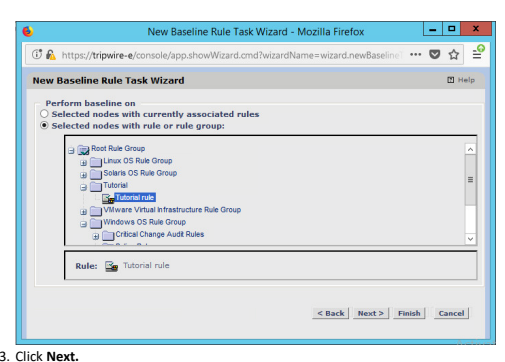 New Baseline Rule Task Wizard - Mozilla Firefox
https://tripwire-e/console/app.showWizard.cmd?wizardName=wizard.newBaseline
New Baseline Rule Task Wizard
Help
Perform baseline on
Selected nodes with currently associated rules
Selected nodes with rule or rule group:
Root Rule Group
Linux OS Rule Group
Solaris OS Rule Group
Tutorial
Tutorial rule
VMware Virtual Infrastructure Rule Group
Windows OS Rule Group
Critical Change Audit Rules
Rule: Tutorial rule
< Back Next > Finish Cancel
3. Click Next.